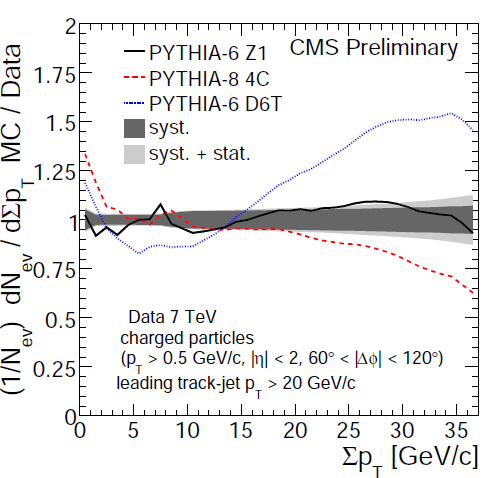 CMS Preliminary
PYTHIA-6 Z1
PYTHIA-8 4C
PYTHIA-6 D6T
syst.
syst. + stat.
(1/N_ev) dN_ev / dΣp_T MC / Data
2
1.75
1.5
1.25
1
0.75
0.5
0.25
0
Data 7 TeV
charged particles
(p_T > 0.5 GeV/c, |η| < 2, 60° < |Δϕ| < 120°)
leading track-jet p_T > 20 GeV/c
0 5 10 15 20 25 30 35
Σp_T [GeV/c]